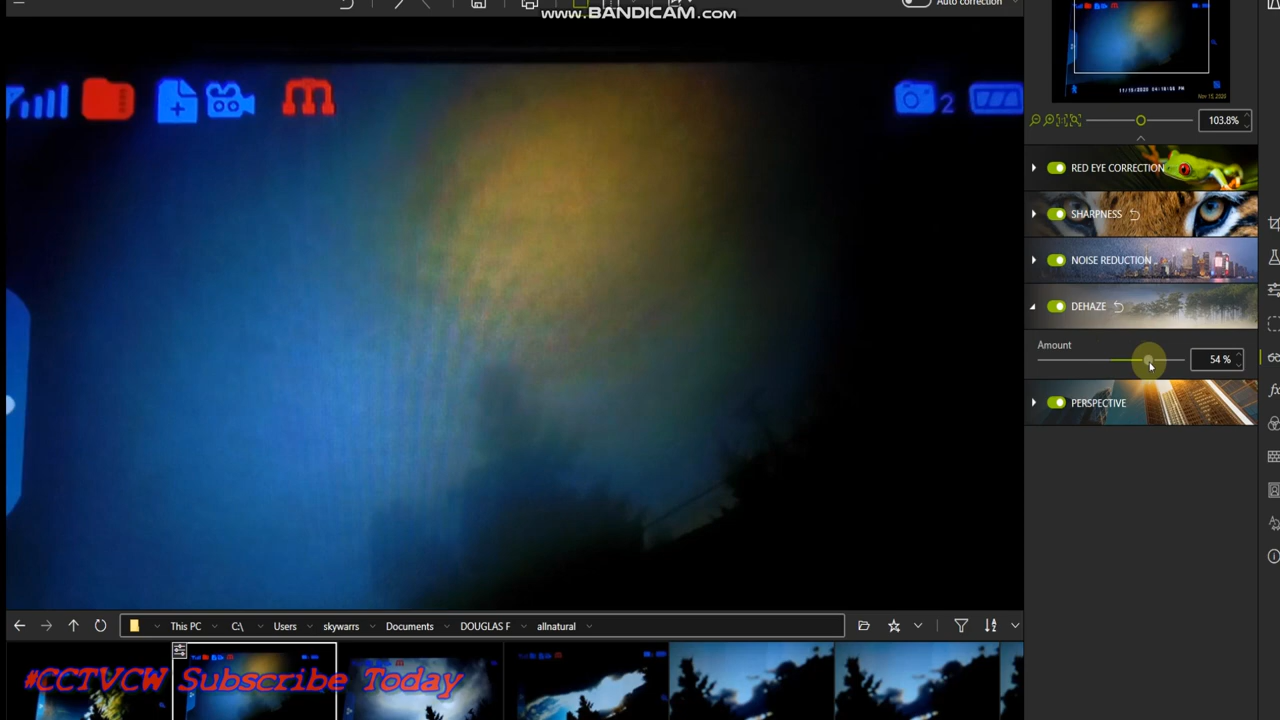 Auto correction
www.BANDICAM.com
2
103.8%
RED EYE CORRECTION
SHARPNESS
NOISE REDUCTION
DEHAZE
Amount
54 %
PERSPECTIVE
This PC
C:\
Users
skywarrs
Documents
DOUGLAS F
allnatural
#CCTVCW Subscribe Today